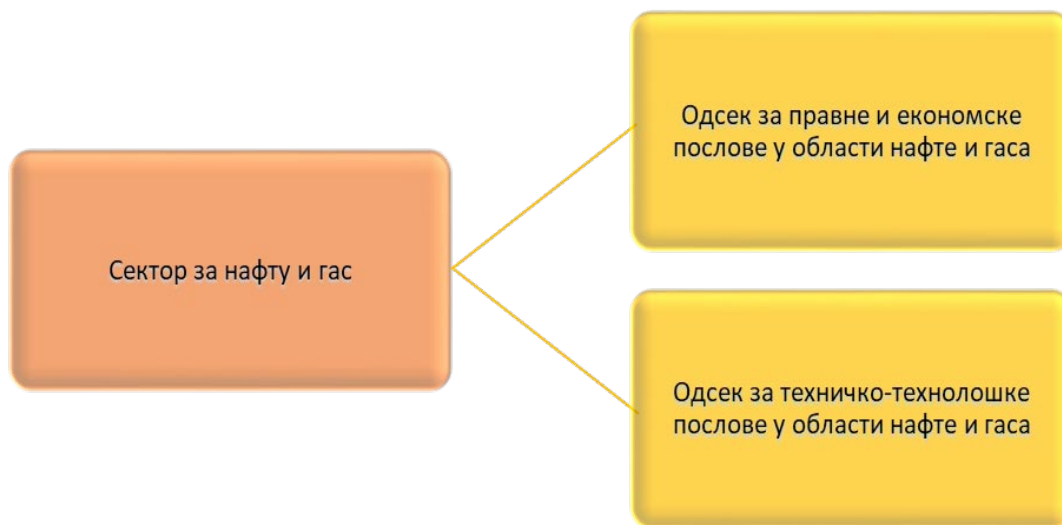 Сектор за нафту и гас
Одсек за правне и економске
послове у области нафте и гаса
Одсек за техничко-технолошке
послове у области нафте и гаса